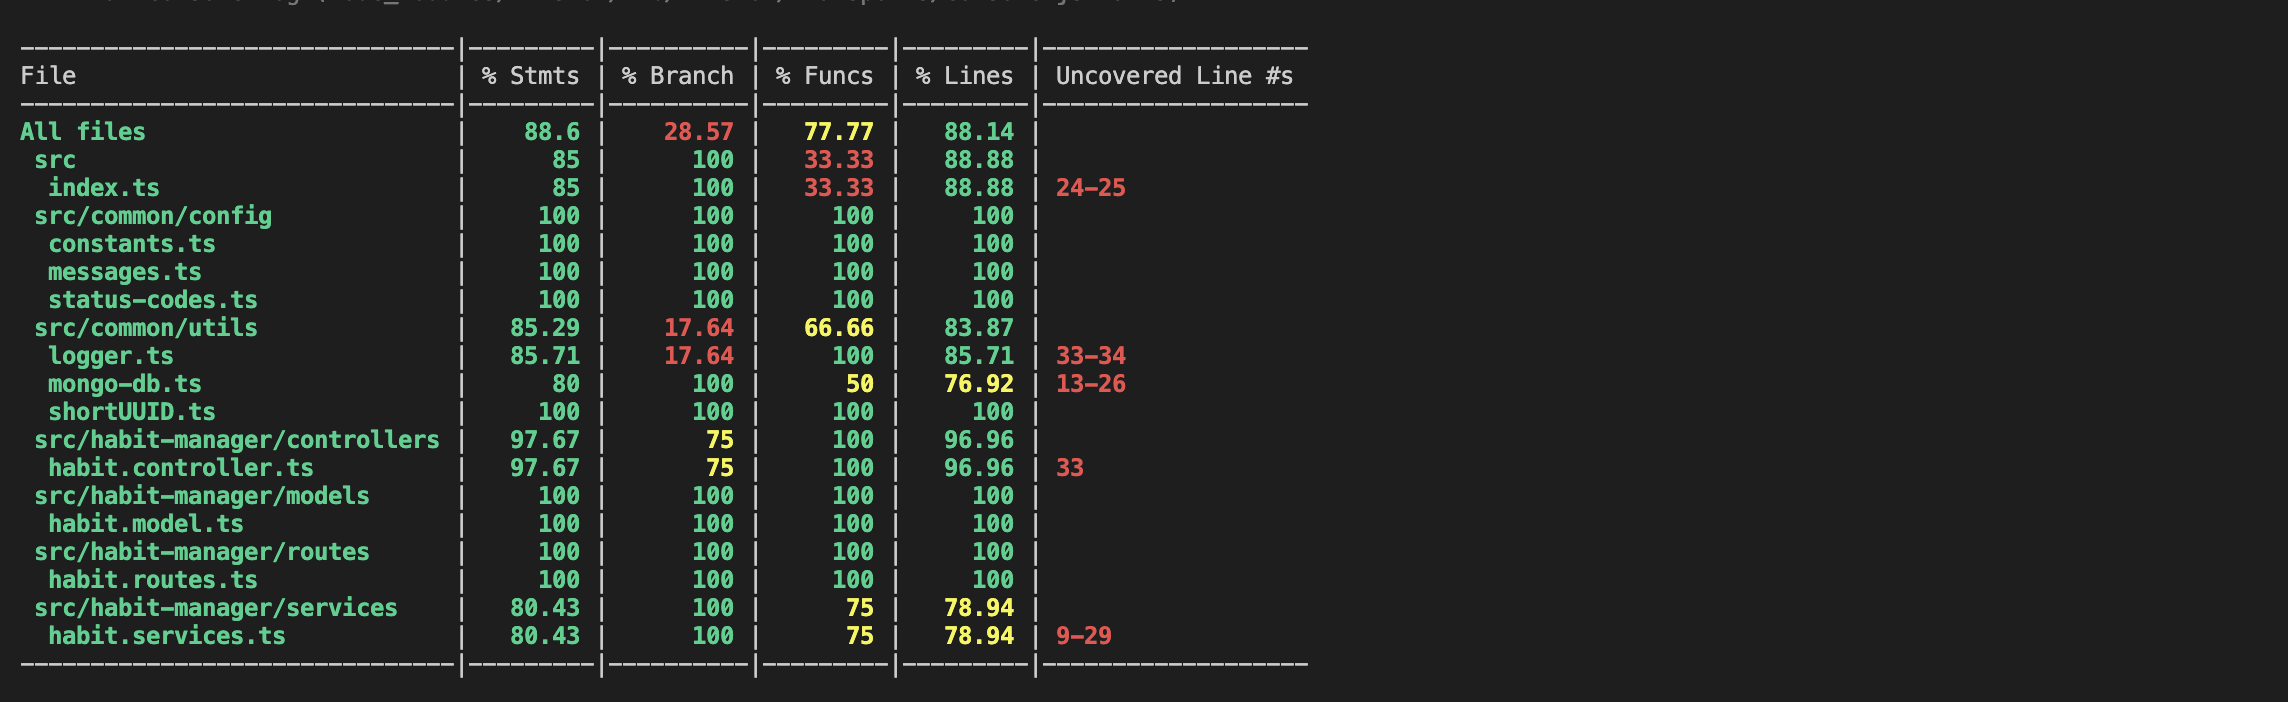 File | % Stmts | % Branch | % Funcs | % Lines | Uncovered Line #s
All files | 88.6 | 28.57 | 77.77 | 88.14 |
src | 85 | 100 | 33.33 | 88.88 |
index.ts | 85 | 100 | 33.33 | 88.88 | 24-25
src/common/config | 100 | 100 | 100 | 100 |
constants.ts | 100 | 100 | 100 | 100 |
messages.ts | 100 | 100 | 100 | 100 |
status-codes.ts | 100 | 100 | 100 | 100 |
src/common/utils | 85.29 | 17.64 | 66.66 | 83.87 |
logger.ts | 85.71 | 17.64 | 100 | 85.71 | 33-34
mongo-db.ts | 80 | 100 | 50 | 76.92 | 13-26
shortUUID.ts | 100 | 100 | 100 | 100 |
src/habit-manager/controllers | 97.67 | 75 | 100 | 96.96 |
habit.controller.ts | 97.67 | 75 | 100 | 96.96 | 33
src/habit-manager/models | 100 | 100 | 100 | 100 |
habit.model.ts | 100 | 100 | 100 | 100 |
src/habit-manager/routes | 100 | 100 | 100 | 100 |
habit.routes.ts | 100 | 100 | 100 | 100 |
src/habit-manager/services | 80.43 | 100 | 75 | 78.94 |
habit.services.ts | 80.43 | 100 | 75 | 78.94 | 9-29